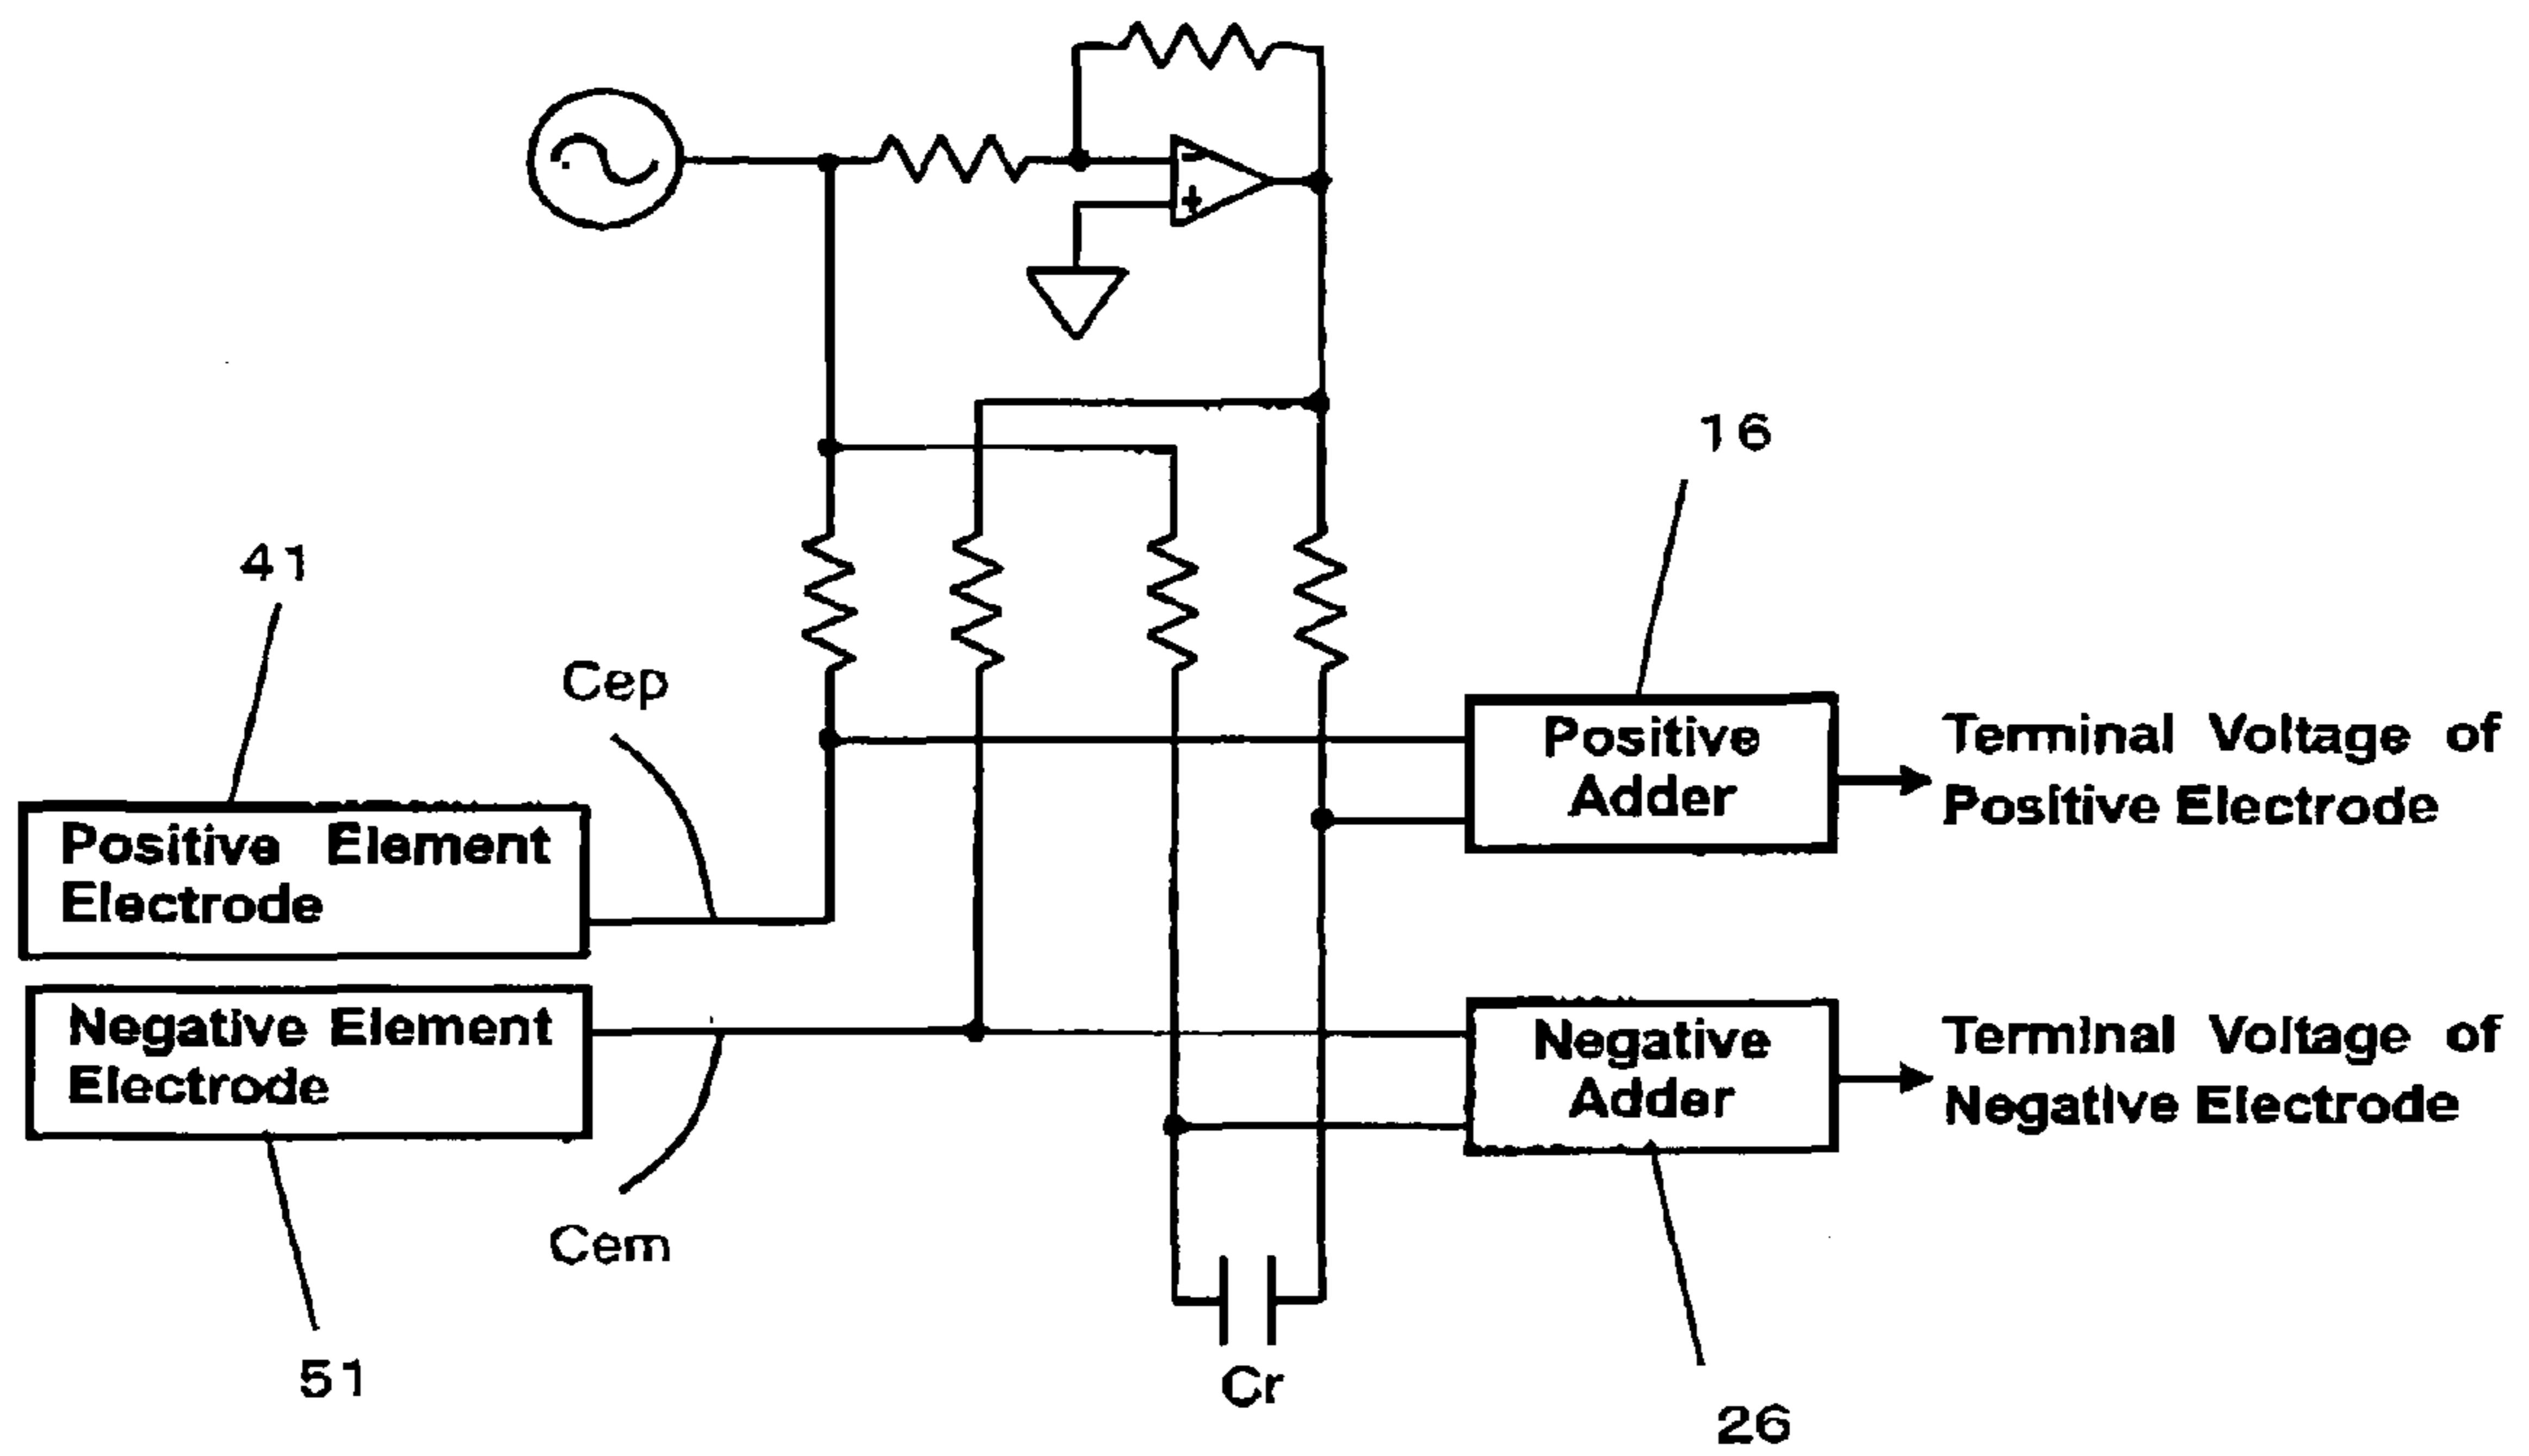 -
+
16
41
Cep
Positive
Adder
Terminal Voltage of
Positive Electrode
Positive Element
Electrode
Negative Element
Electrode
Negative
Adder
Terminal Voltage of
Negative Electrode
Cem
51
Cr
26